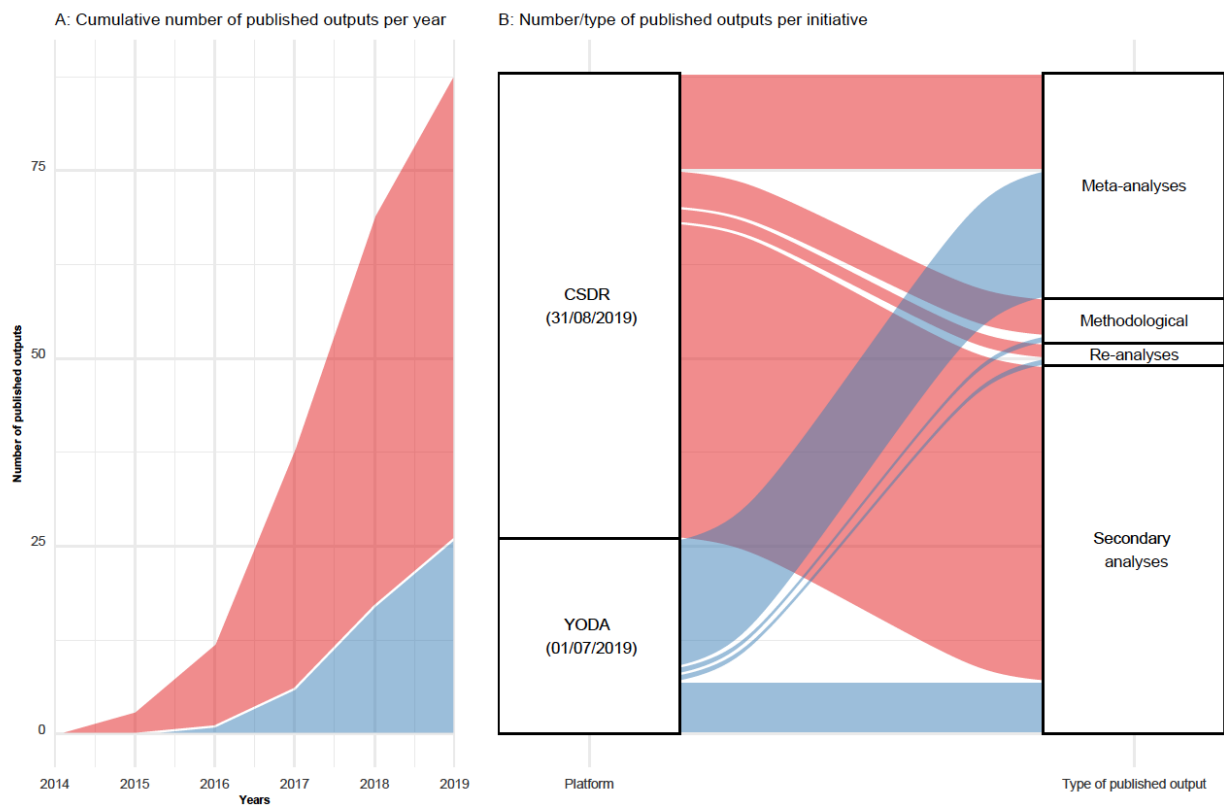 A: Cumulative number of published outputs per year
B: Number/type of published outputs per initiative
Number of published outputs
75
50
25
0
2014
2015
2016
2017
2018
2019
Years
CSDR
(31/08/2019)
YODA
(01/07/2019)
Meta-analyses
Methodological
Re-analyses
Secondary
analyses
Platform
Type of published output